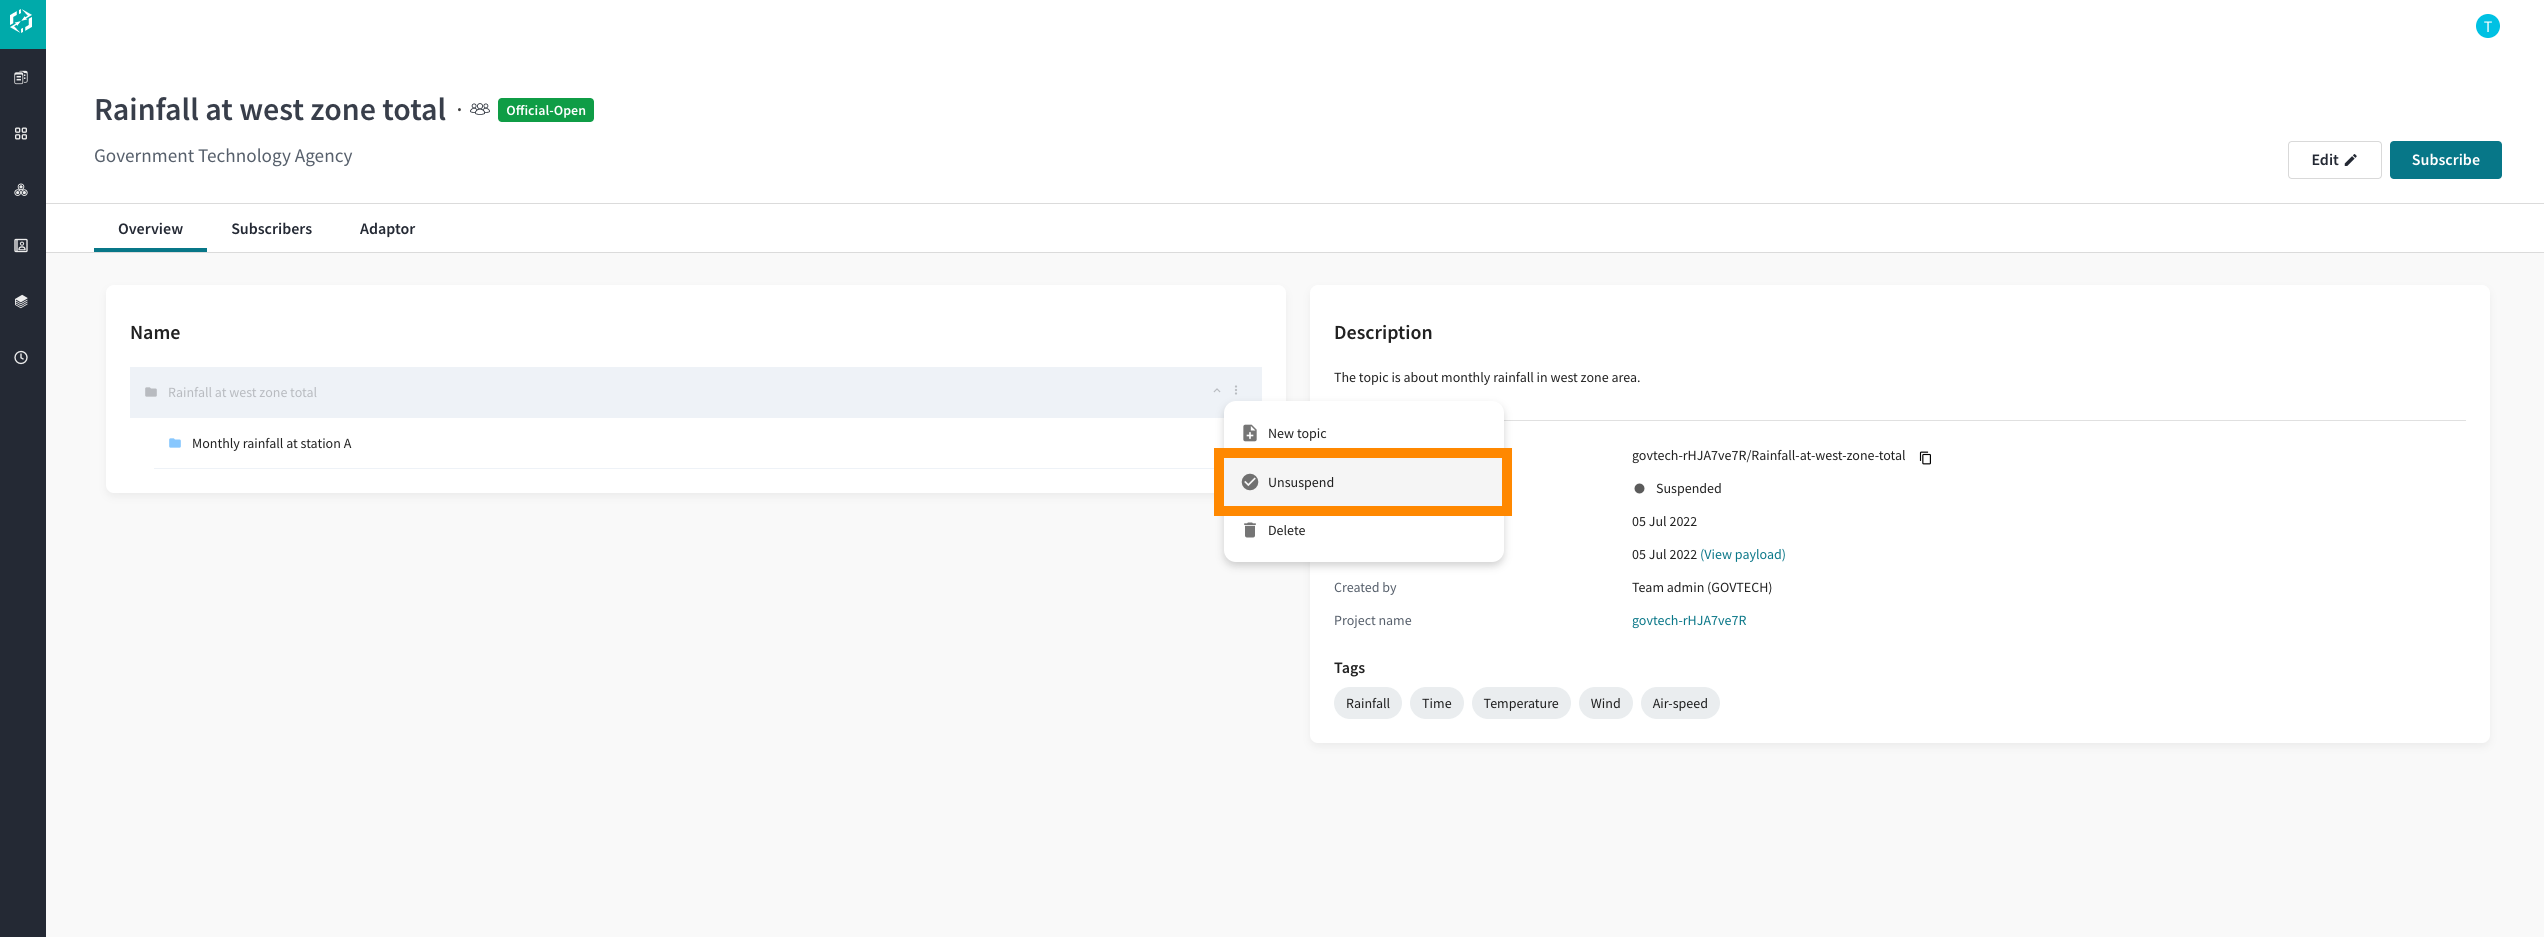 T
Rainfall at west zone total · Official-Open
Government Technology Agency
Edit
Subscribe
Overview
Subscribers
Adaptor
Name
Rainfall at west zone total
Monthly rainfall at station A
New topic
Unsuspend
Delete
Description
The topic is about monthly rainfall in west zone area.
govtech-rHJA7ve7R/Rainfall-at-west-zone-total
Suspended
05 Jul 2022
05 Jul 2022 (View payload)
Created by Team admin (GOVTECH)
Project name govtech-rHJA7ve7R
Tags
Rainfall Time Temperature Wind Air-speed